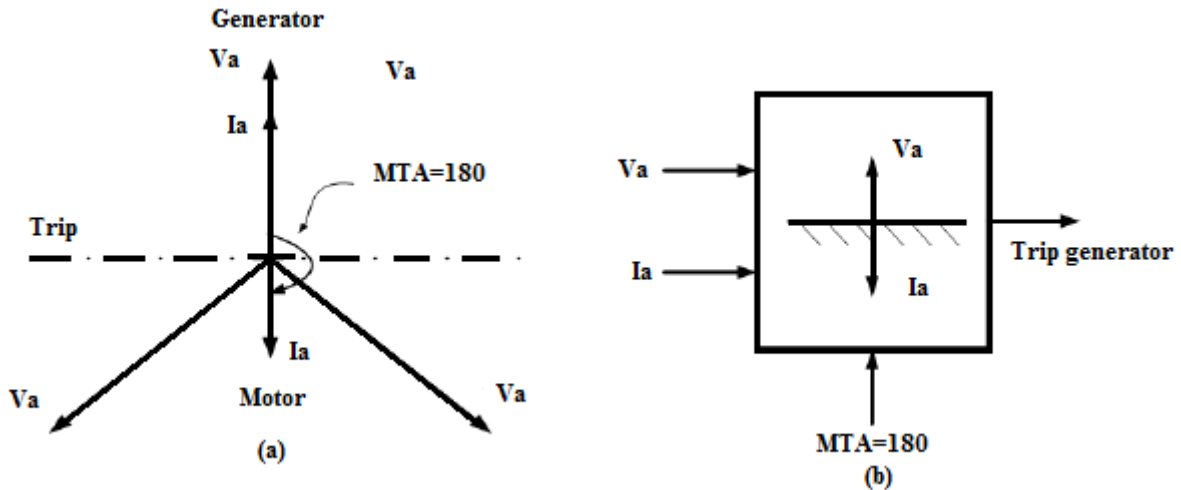 Generator
Va
Va
Ia
MTA=180
Trip
Ia
Va
Motor
Va
(a)
Va
Va
Ia
Ia
Trip generator
MTA=180
(b)